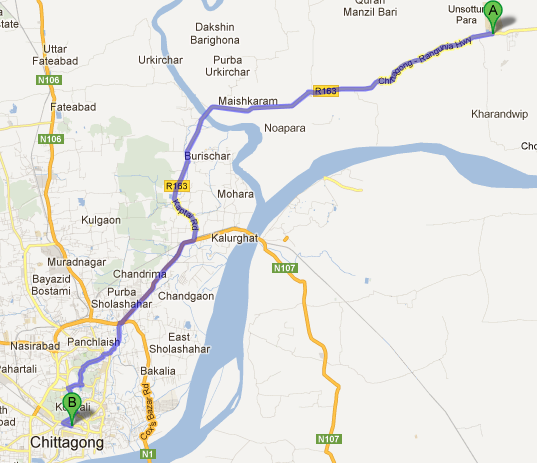 Quran
Manzil Bari
Unsottur
Para
A
state
Dakshin
Barighona
Uttar
Fateabad
Urkirchar
Purba
Urkirchar
N106
Fateabad
Maishkaram
R163
Chittagong - Rangunia Hwy
Kharandwip
N106
Noapara
Burischar
R163
Mohara
Kaptai Rd
Kulgaon
Kalurghat
Muradnagar
Chandrima
N107
Bayazid
Bostami
Purba
Sholashahar
Chandgaon
Nasirabad
Panchlaish
East
Sholashahar
Pahartali
Bakalia
B
Cox's Bazar Rd
Chittagong
N107
N1